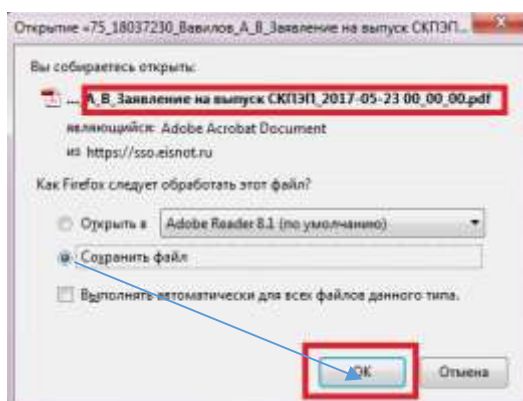 Открытие «75_18037230_Вавилов_А_В_Заявление на выпуск СКПЭП_...
Вы собираетесь открыть:
... А_В_Заявление на выпуск СКПЭП_2017-05-23 00_00_00.pdf
являющийся: Adobe Acrobat Document
из https://sso.eisnot.ru
Как Firefox следует обработать этот файл?
Открыть в Adobe Reader 8.1 (по умолчанию)
Сохранить файл
Выполнять автоматически для всех файлов данного типа.
OK Отмена